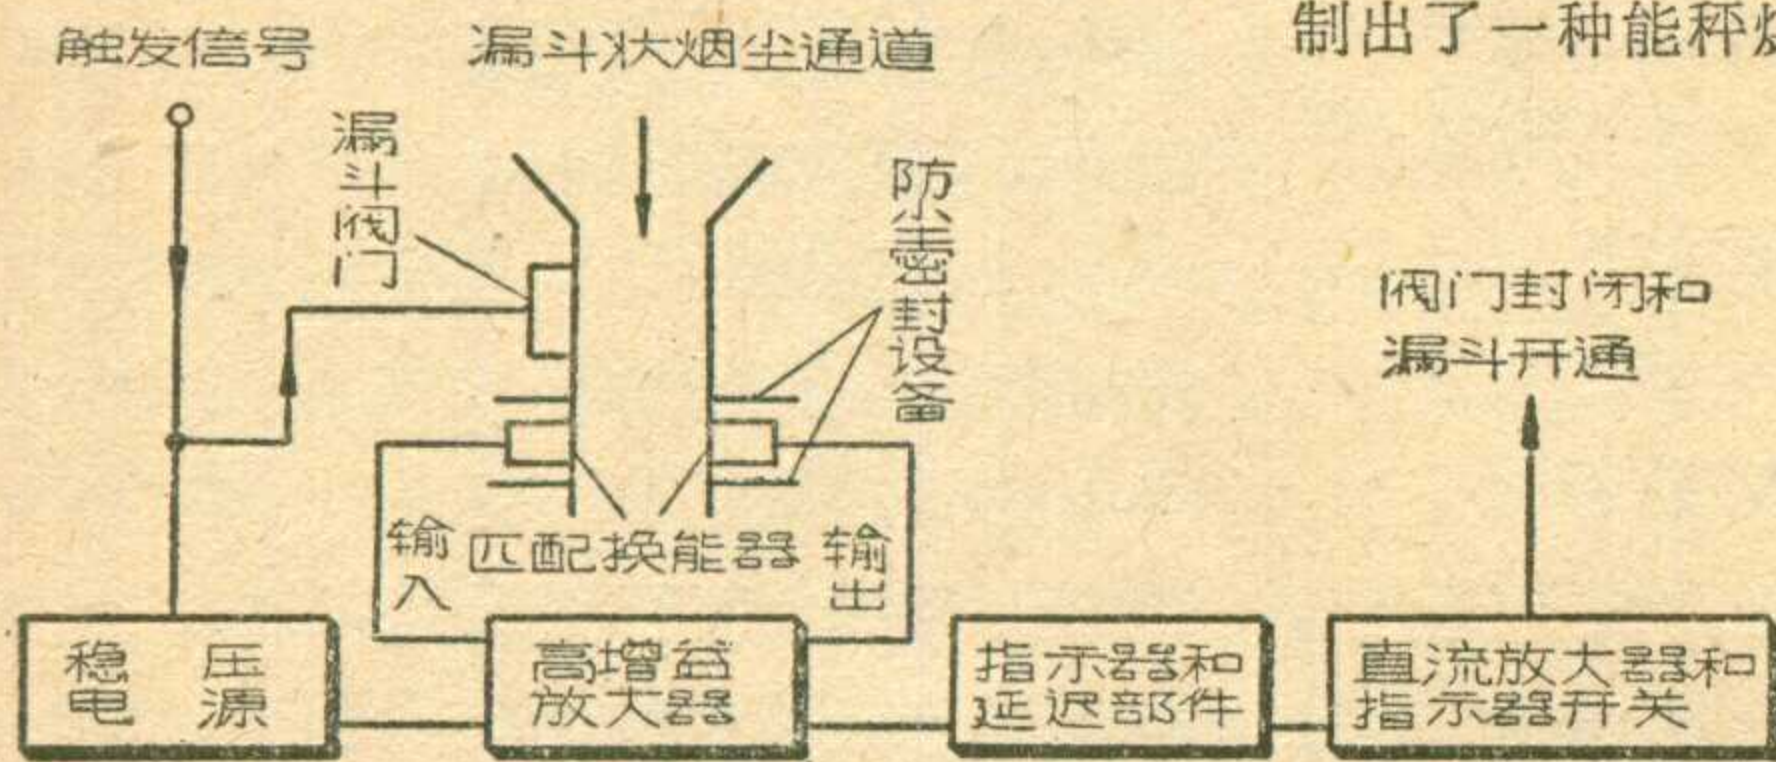 触发信号
漏斗状烟尘通道
制出了一种能秤
漏斗阀门
防尘密封设备
阀门封闭和
漏斗开通
输入
匹配换能器
输出
稳压
电源
高增益
放大器
指示器和
延迟部件
直流放大器和
指示器开关